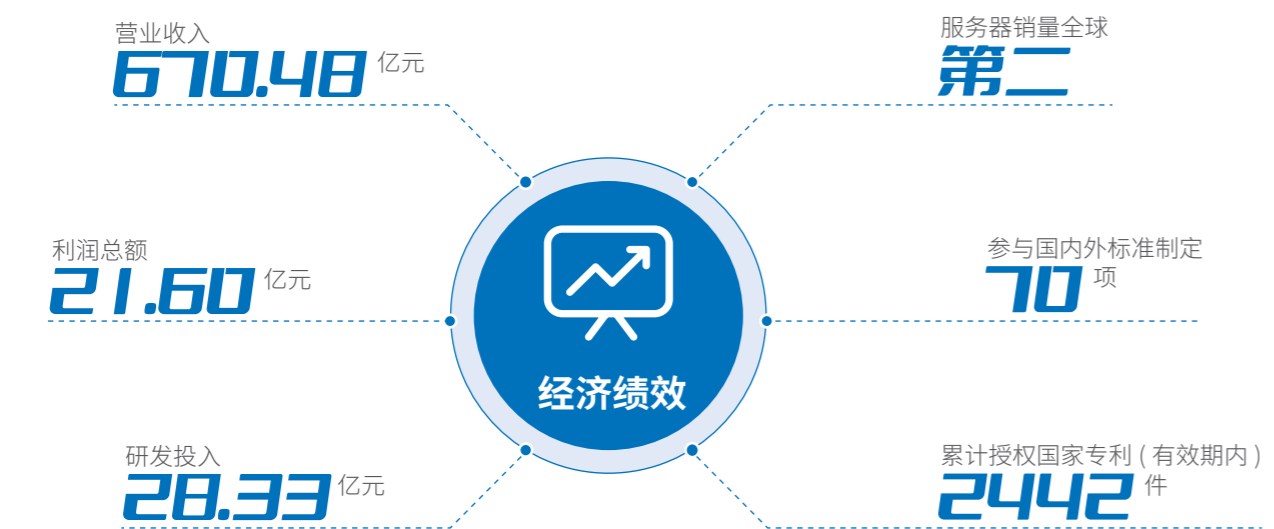 营业收入
670.48 亿元
利润总额
21.60 亿元
研发投入
28.33 亿元
经济绩效
服务器销量全球
第二
参与国内外标准制定
70 项
累计授权国家专利 ( 有效期内 )
2442 件